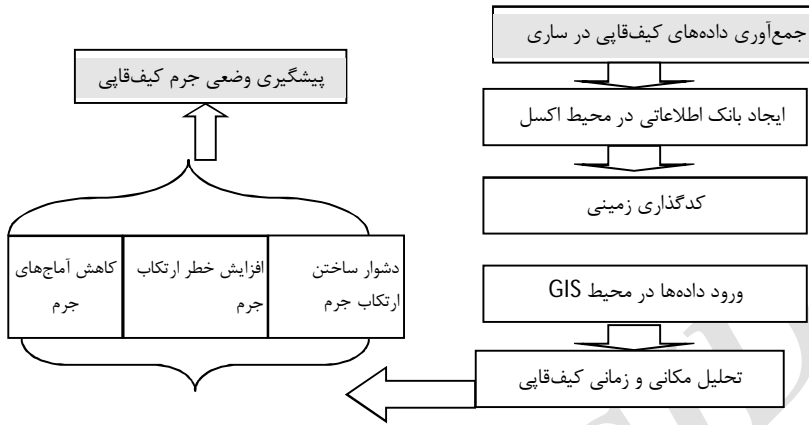 جمع‌آوری داده‌های کیف‌قاپی در ساری
ایجاد بانک اطلاعاتی در محیط اکسل
کدگذاری زمینی
ورود داده‌ها در محیط GIS
تحلیل مکانی و زمانی کیف‌قاپی
دشوار ساختن
ارتکاب جرم
افزایش خطر ارتکاب
جرم
کاهش آماج‌های
جرم
پیشگیری وضعی جرم کیف‌قاپی